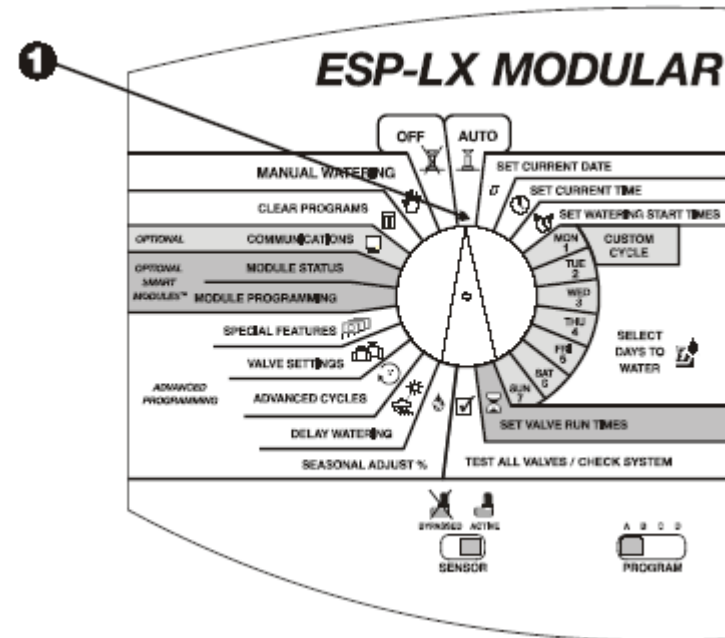 1
ESP-LX MODULAR
OFF
AUTO
MANUAL WATERING
CLEAR PROGRAMS
OPTIONAL
COMMUNICATIONS
OPTIONAL
SMART
MODULES™
MODULE STATUS
MODULE PROGRAMMING
SPECIAL FEATURES
VALVE SETTINGS
ADVANCED
PROGRAMMING
ADVANCED CYCLES
DELAY WATERING
SEASONAL ADJUST %
SET CURRENT DATE
SET CURRENT TIME
SET WATERING START TIMES
CUSTOM
CYCLE
MON
1
TUE
2
WED
3
THU
4
FRI
5
SAT
6
SUN
7
SELECT
DAYS TO
WATER
SET VALVE RUN TIMES
TEST ALL VALVES / CHECK SYSTEM
BYPASSED ACTIVE
SENSOR
A B C D
PROGRAM